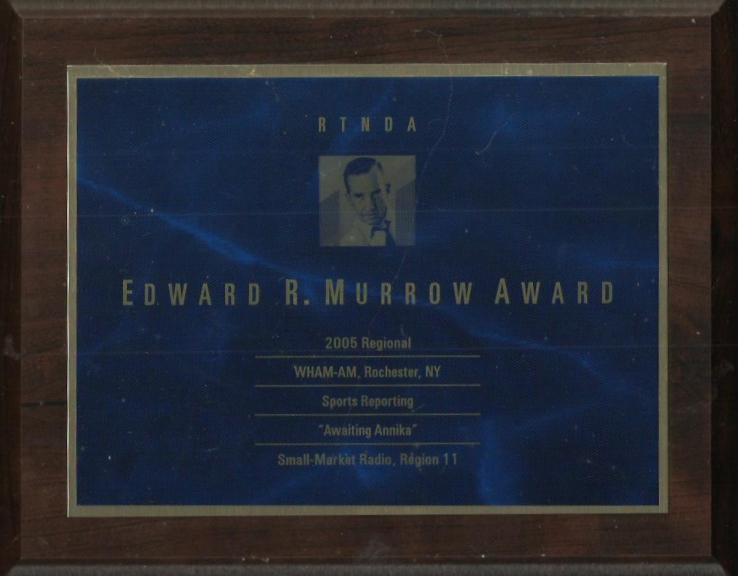 RTNDA
EDWARD R. MURROW AWARD
2005 Regional
WHAM-AM, Rochester, NY
Sports Reporting
"Awaiting Annika"
Small-Market Radio, Region 11